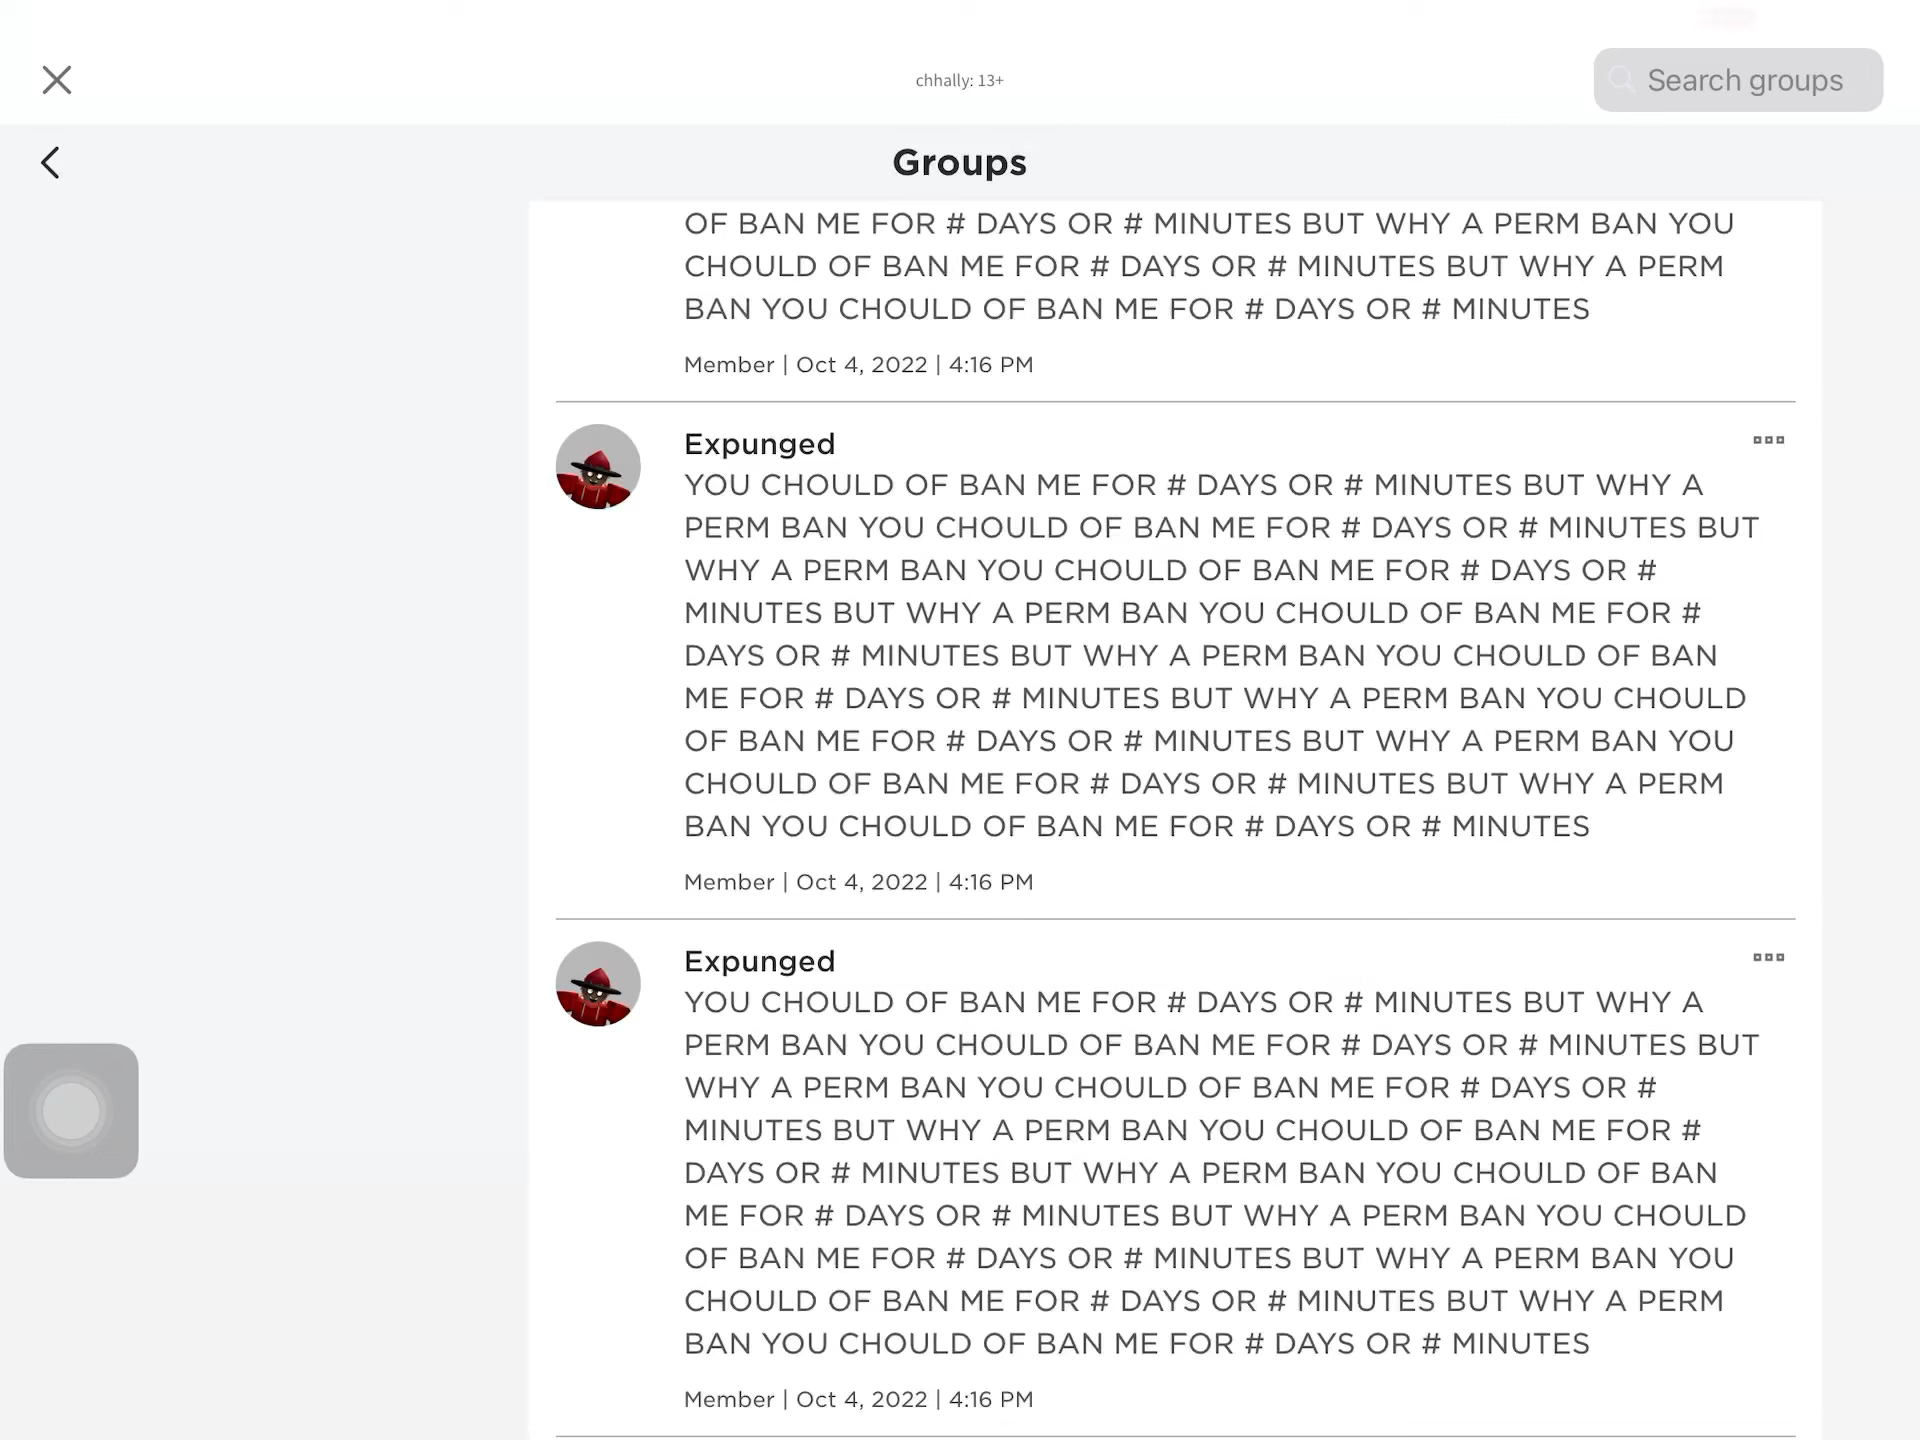 chhally: 13+
Search groups
Groups
OF BAN ME FOR # DAYS OR # MINUTES BUT WHY A PERM BAN YOU
CHOULD OF BAN ME FOR # DAYS OR # MINUTES BUT WHY A PERM
BAN YOU CHOULD OF BAN ME FOR # DAYS OR # MINUTES
Member | Oct 4, 2022 | 4:16 PM
Expunged
YOU CHOULD OF BAN ME FOR # DAYS OR # MINUTES BUT WHY A
PERM BAN YOU CHOULD OF BAN ME FOR # DAYS OR # MINUTES BUT
WHY A PERM BAN YOU CHOULD OF BAN ME FOR # DAYS OR #
MINUTES BUT WHY A PERM BAN YOU CHOULD OF BAN ME FOR #
DAYS OR # MINUTES BUT WHY A PERM BAN YOU CHOULD OF BAN
ME FOR # DAYS OR # MINUTES BUT WHY A PERM BAN YOU CHOULD
OF BAN ME FOR # DAYS OR # MINUTES BUT WHY A PERM BAN YOU
CHOULD OF BAN ME FOR # DAYS OR # MINUTES BUT WHY A PERM
BAN YOU CHOULD OF BAN ME FOR # DAYS OR # MINUTES
Member | Oct 4, 2022 | 4:16 PM
Expunged
YOU CHOULD OF BAN ME FOR # DAYS OR # MINUTES BUT WHY A
PERM BAN YOU CHOULD OF BAN ME FOR # DAYS OR # MINUTES BUT
WHY A PERM BAN YOU CHOULD OF BAN ME FOR # DAYS OR #
MINUTES BUT WHY A PERM BAN YOU CHOULD OF BAN ME FOR #
DAYS OR # MINUTES BUT WHY A PERM BAN YOU CHOULD OF BAN
ME FOR # DAYS OR # MINUTES BUT WHY A PERM BAN YOU CHOULD
OF BAN ME FOR # DAYS OR # MINUTES BUT WHY A PERM BAN YOU
CHOULD OF BAN ME FOR # DAYS OR # MINUTES BUT WHY A PERM
BAN YOU CHOULD OF BAN ME FOR # DAYS OR # MINUTES
Member | Oct 4, 2022 | 4:16 PM